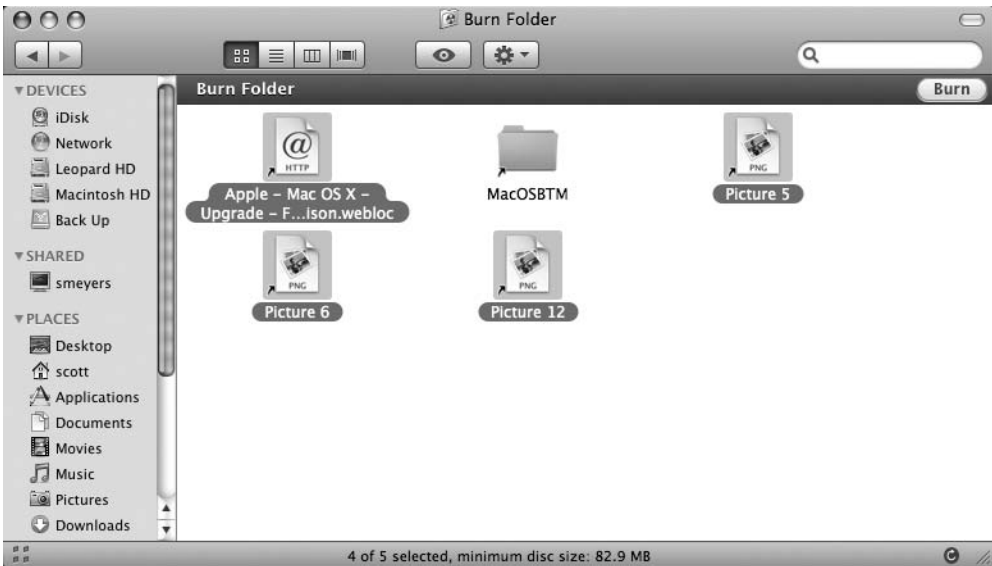 Burn Folder
Burn Folder
Burn
DEVICES
iDisk
Network
Leopard HD
Macintosh HD
Back Up
SHARED
smeyers
PLACES
Desktop
scott
Applications
Documents
Movies
Music
Pictures
Downloads
@
HTTP
Apple – Mac OS X –
Upgrade – F...ison.webloc
MacOSBTM
PNG
Picture 5
PNG
Picture 6
PNG
Picture 12
4 of 5 selected, minimum disc size: 82.9 MB